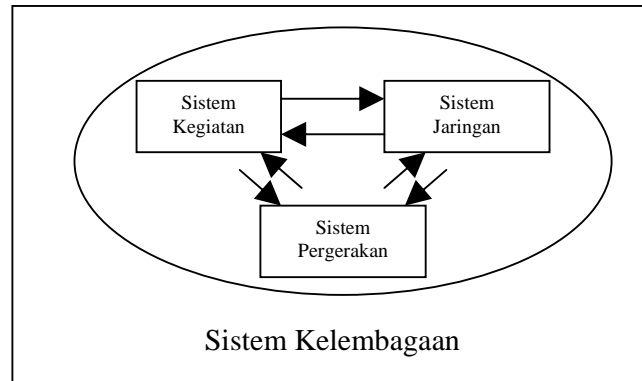 Sistem
Kegiatan
Sistem
Jaringan
Sistem
Pergerakan
Sistem Kelembagaan